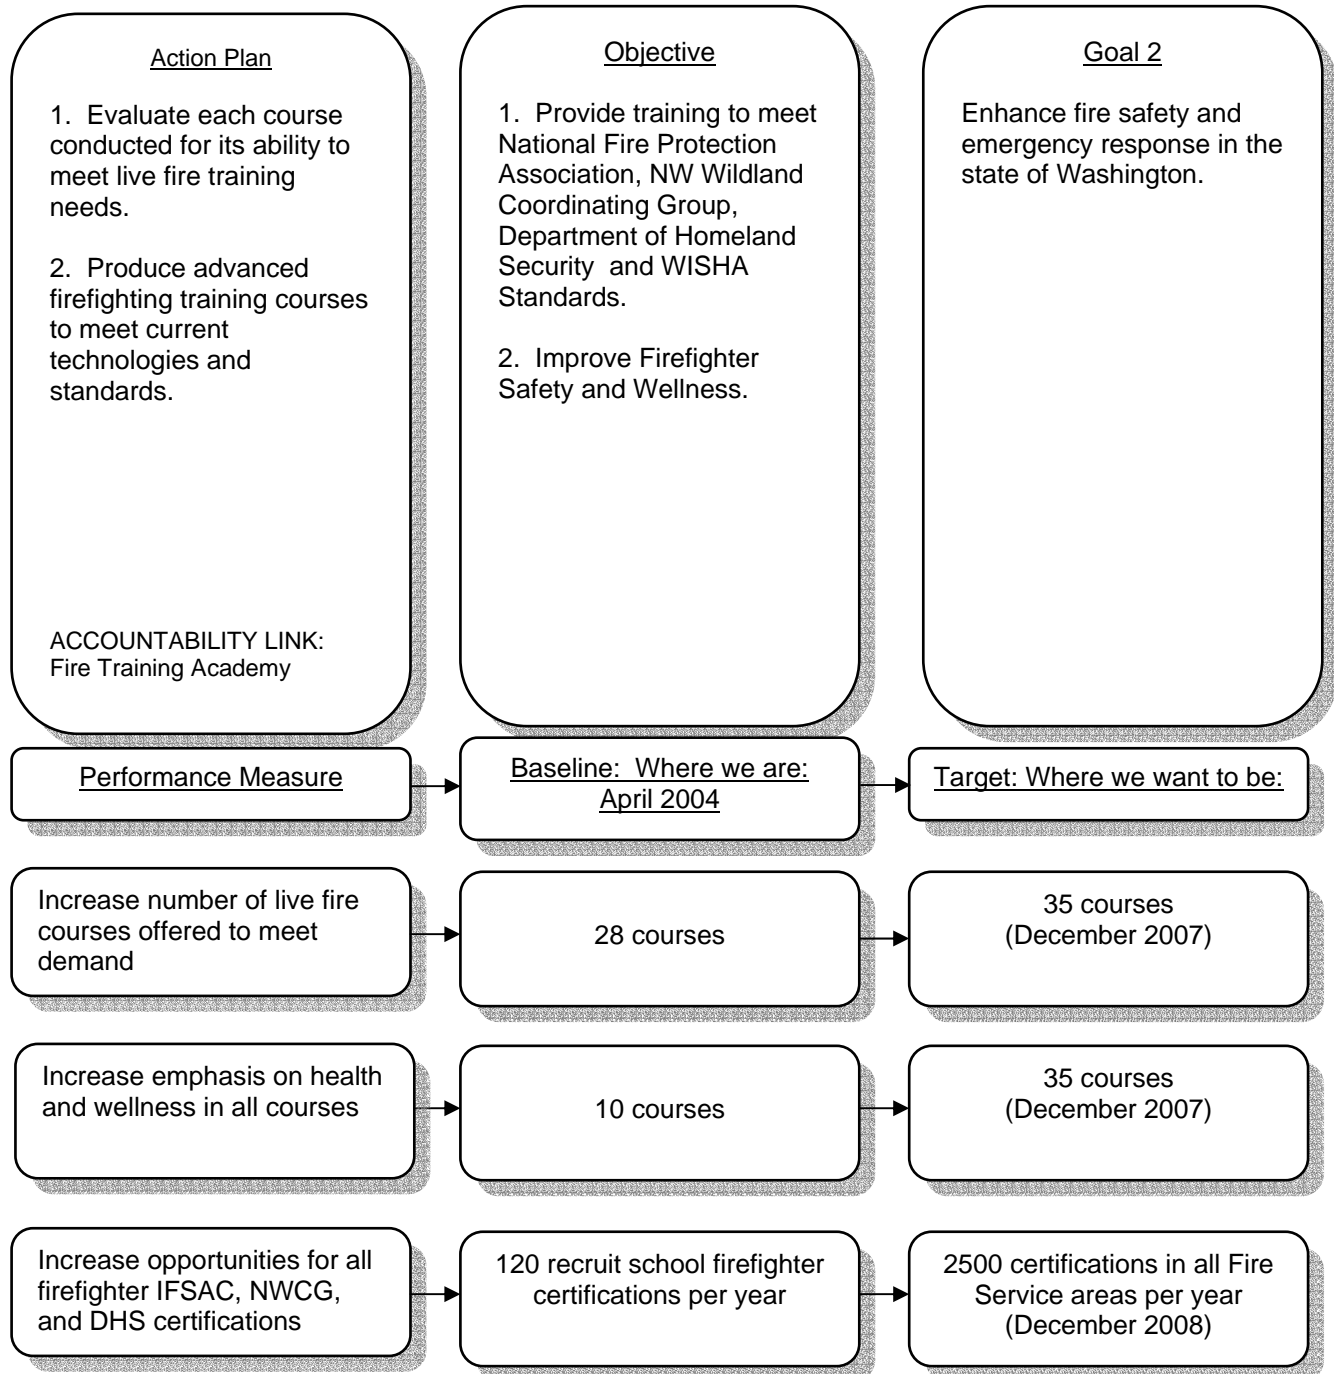 Action Plan
1. Evaluate each course
conducted for its ability to
meet live fire training
needs.
2. Produce advanced
firefighting training courses
to meet current
technologies and
standards.
ACCOUNTABILITY LINK:
Fire Training Academy
Objective
1. Provide training to meet
National Fire Protection
Association, NW Wildland
Coordinating Group,
Department of Homeland
Security and WISHA
Standards.
2. Improve Firefighter
Safety and Wellness.
Goal 2
Enhance fire safety and
emergency response in the
state of Washington.
Performance Measure
Baseline: Where we are:
April 2004
Target: Where we want to be:
Increase number of live fire
courses offered to meet
demand
28 courses
35 courses
(December 2007)
Increase emphasis on health
and wellness in all courses
10 courses
35 courses
(December 2007)
Increase opportunities for all
firefighter IFSAC, NWCG,
and DHS certifications
120 recruit school firefighter
certifications per year
2500 certifications in all Fire
Service areas per year
(December 2008)